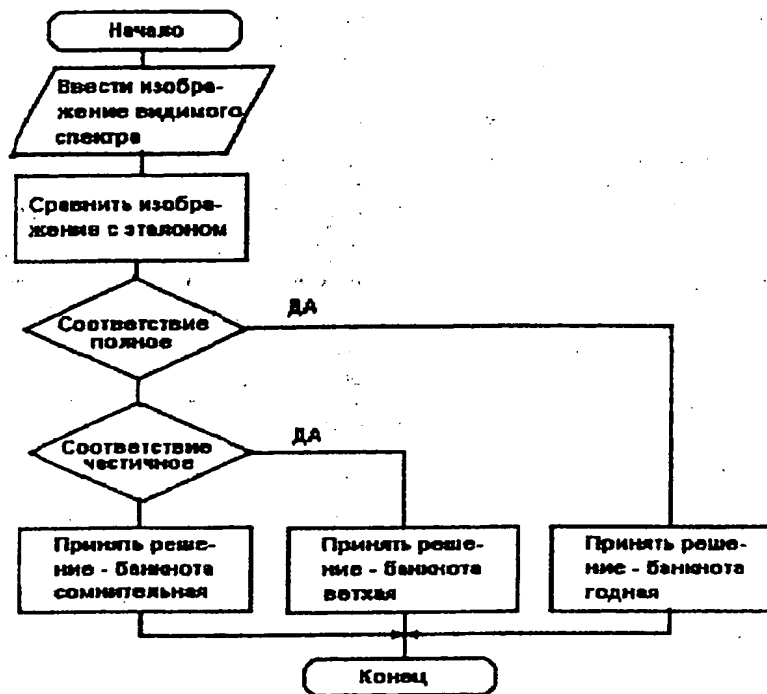 Начало
Ввести изобра-
жение видимого
спектра
Сравнить изобра-
жение с эталоном
Соответствие
полное
ДА
Соответствие
частичное
ДА
Принять реше-
ние - банкнота
сомнительная
Принять реше-
ние - банкнота
ветхая
Принять реше-
ние - банкнота
годная
Конец